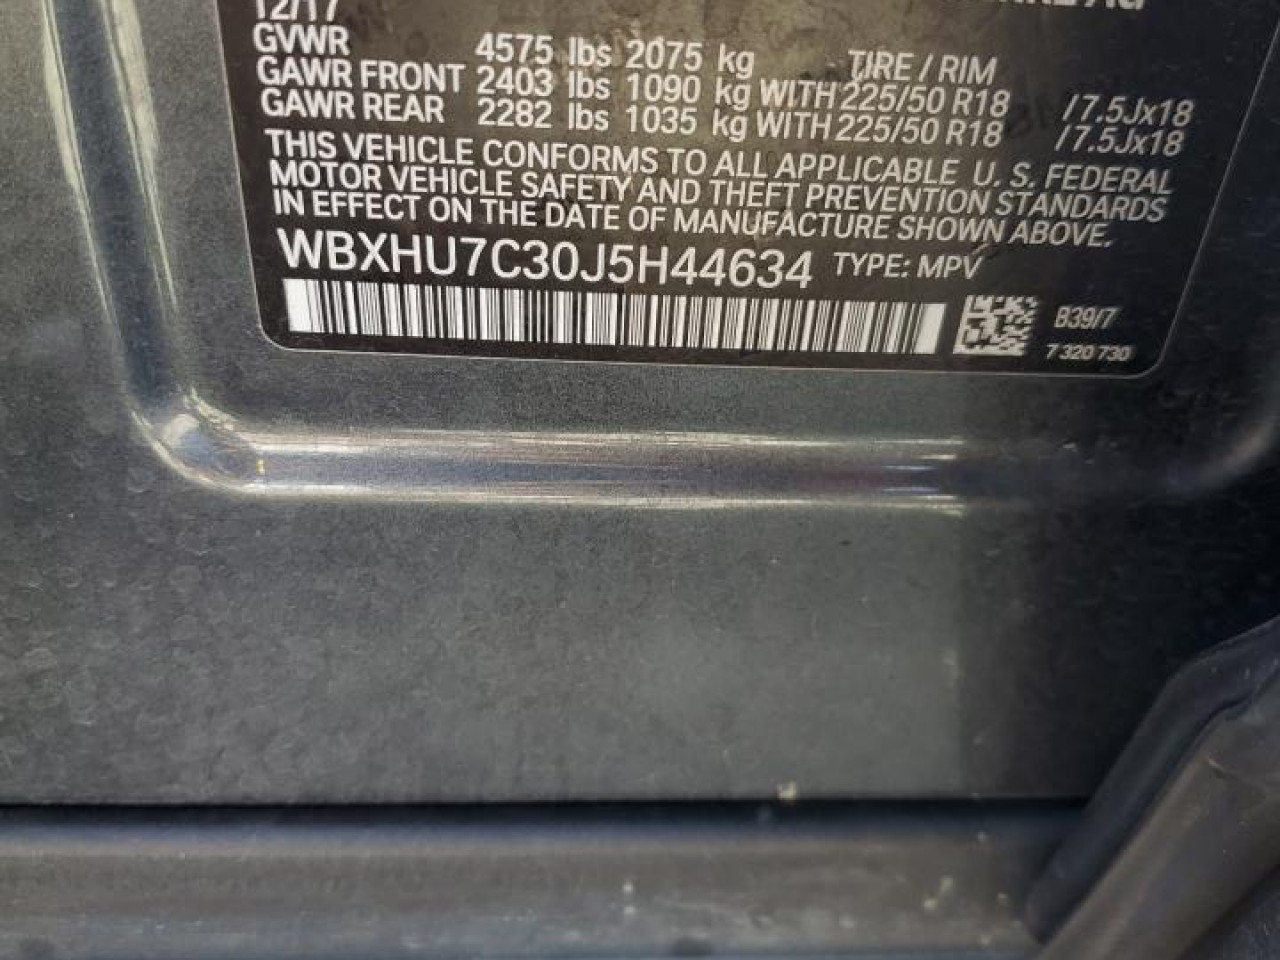 12/17
GVWR 4575 lbs 2075 kg TIRE / RIM
GAWR FRONT 2403 lbs 1090 kg WITH 225/50 R18 /7.5Jx18
GAWR REAR 2282 lbs 1035 kg WITH 225/50 R18 /7.5Jx18
THIS VEHICLE CONFORMS TO ALL APPLICABLE U. S. FEDERAL
MOTOR VEHICLE SAFETY AND THEFT PREVENTION STANDARDS
IN EFFECT ON THE DATE OF MANUFACTURE SHOWN ABOVE.
WBXHU7C30J5H44634 TYPE: MPV
B39/7
7 320 730